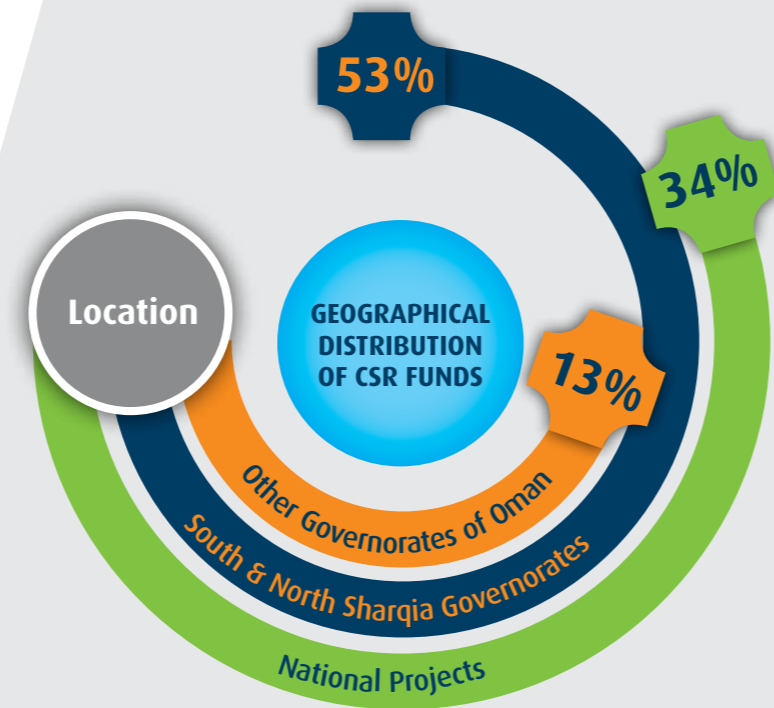 53%
34%
Location
GEOGRAPHICAL
DISTRIBUTION
OF CSR FUNDS
13%
Other Governorates of Oman
South & North Sharqia Governorates
National Projects